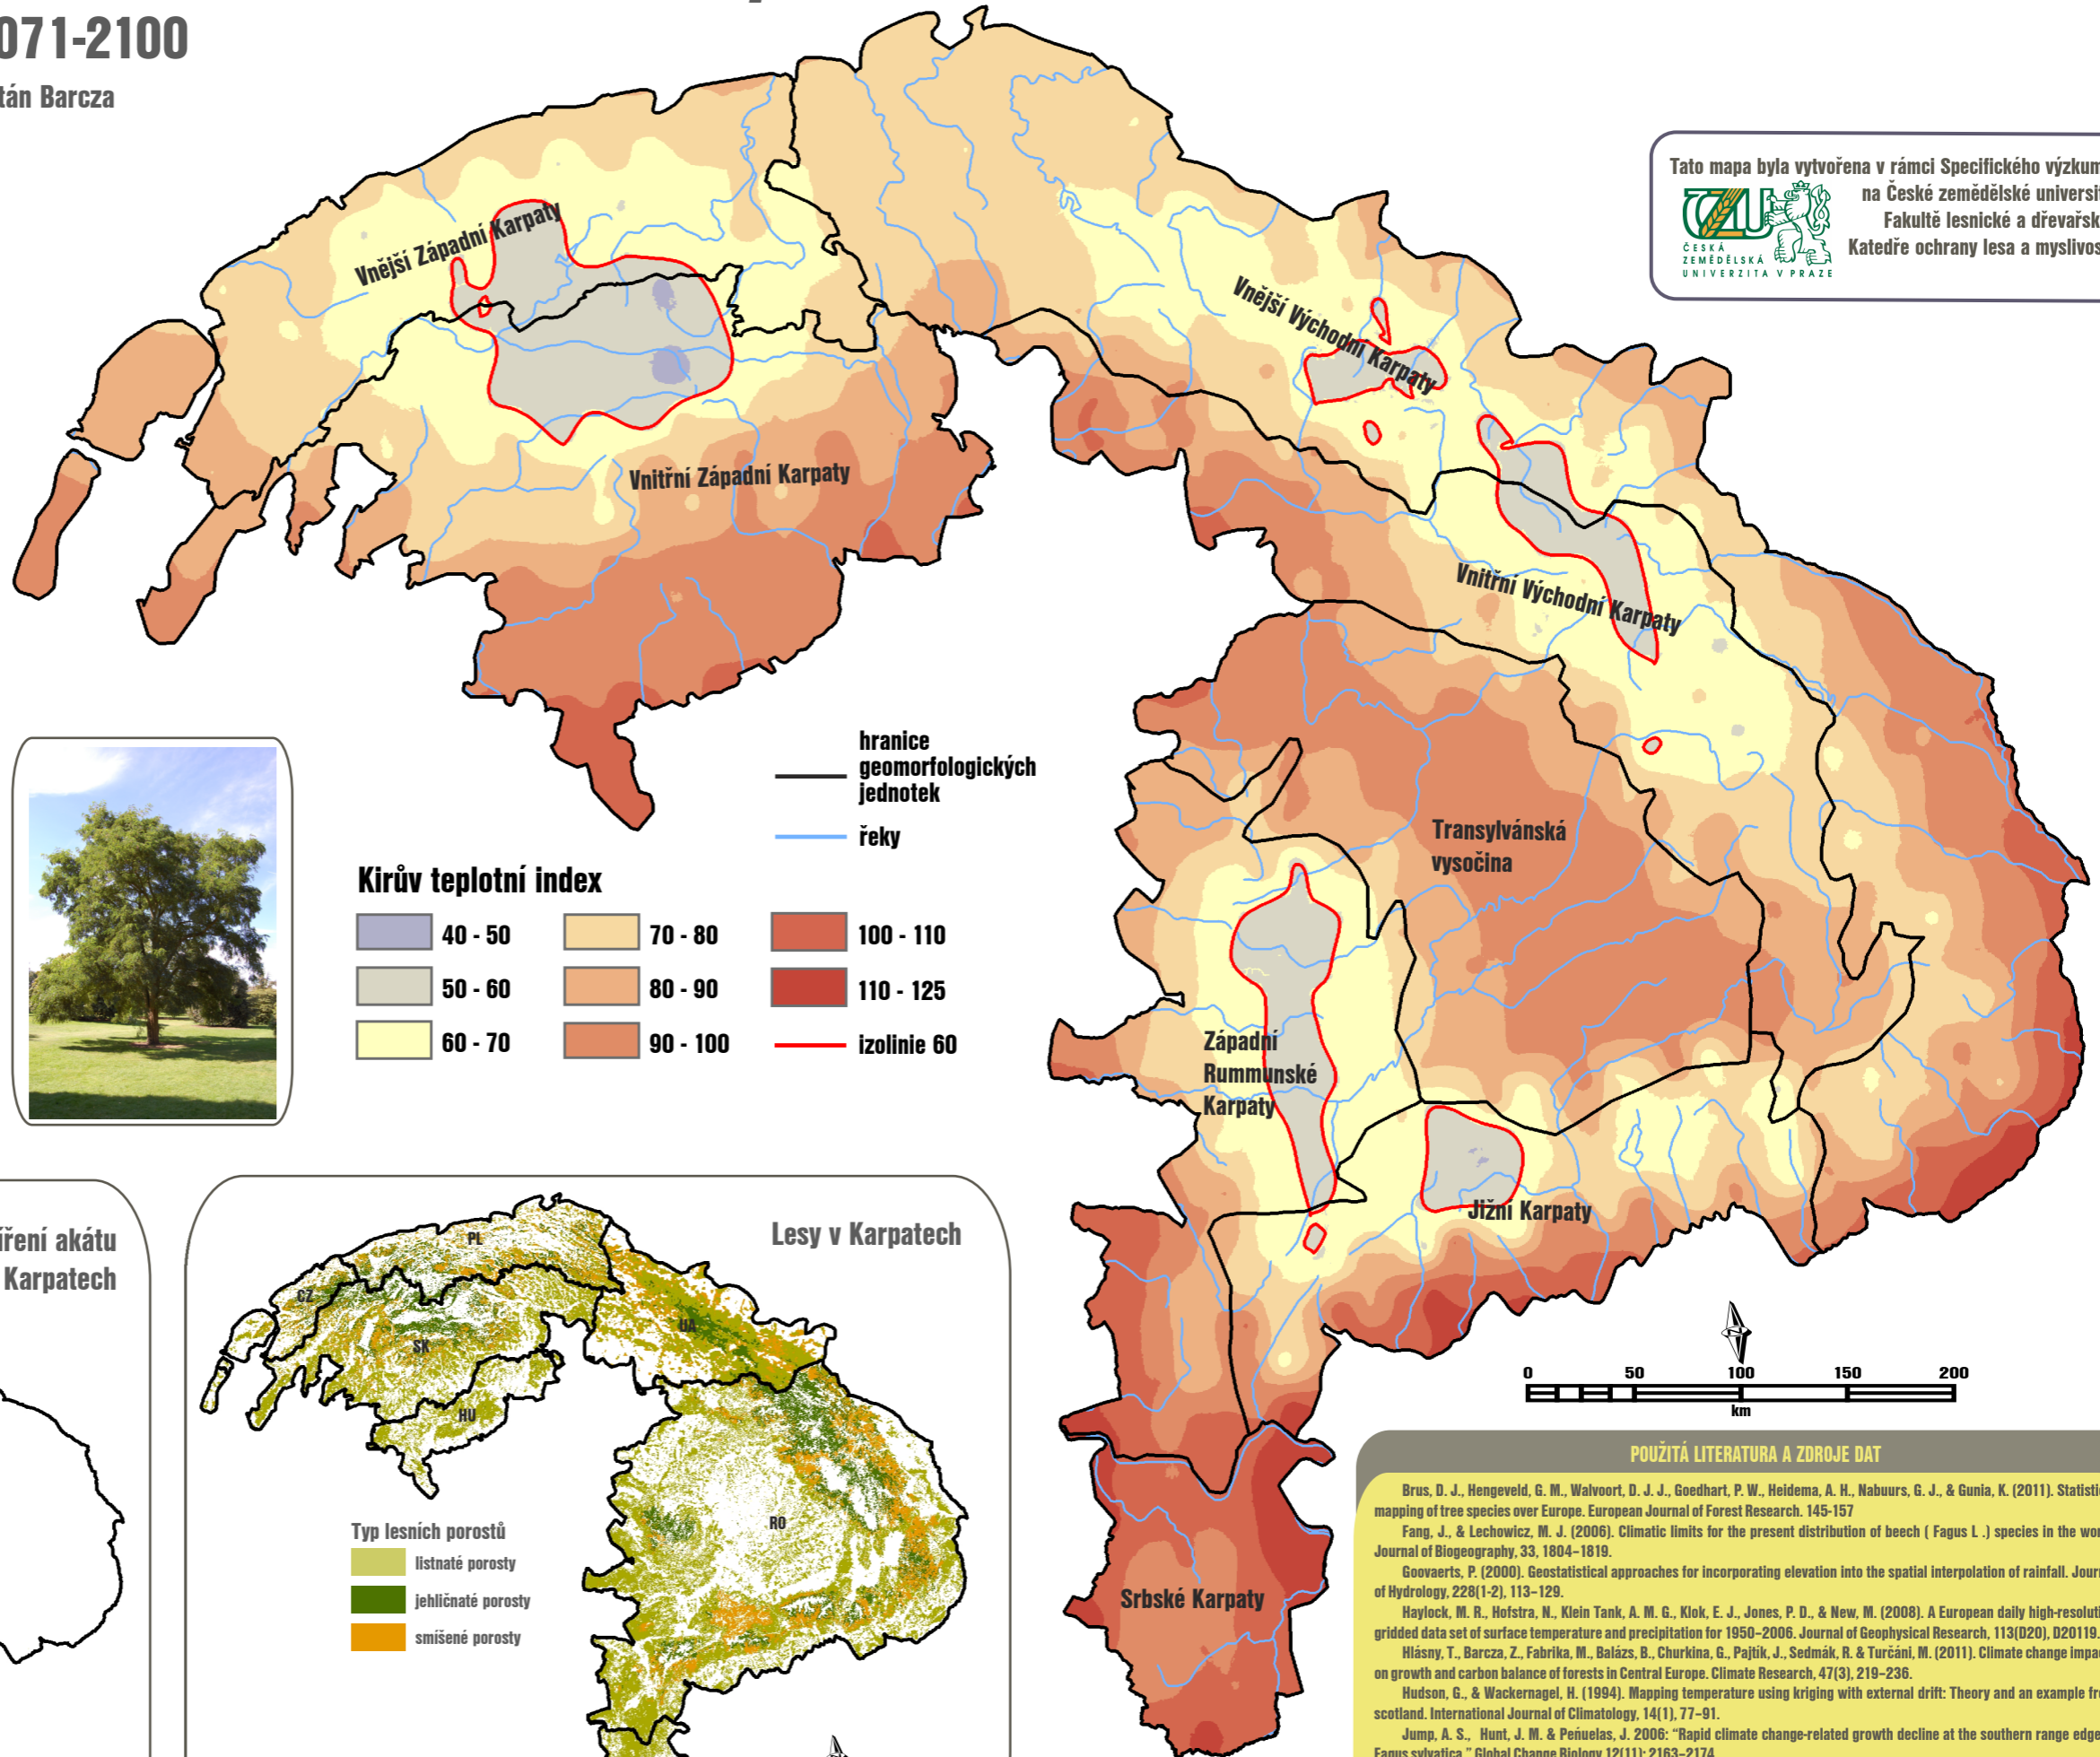 071-2100
tán Barcza
Tato mapa byla vytvořena v rámci Specifického výzkum
na České zemědělské universi
Fakultě lesnické a dřevařsk
Katedře ochrany lesa a myslivos
ČZU
ČESKÁ
ZEMĚDĚLSKÁ
UNIVERZITA V PRAZE
Vnější Západní Karpaty
Vnější Východní Karpaty
Vnitřní Západní Karpaty
Vnitřní Východní Karpaty
Transylvánská
vysočina
Západní
Rummunské
Karpaty
Jižní Karpaty
Srbské Karpaty
hranice
geomorfologických
jednotek
řeky
Kirův teplotní index
40 - 50
50 - 60
60 - 70
70 - 80
80 - 90
90 - 100
100 - 110
110 - 125
izolinie 60
íření akátu
Karpatech
Lesy v Karpatech
PL
CZ
SK
UA
HU
RO
Typ lesních porostů
listnaté porosty
jehličnaté porosty
smíšené porosty
0 50 100 150 200
km
POUŽITÁ LITERATURA A ZDROJE DAT
Brus, D. J., Hengeveld, G. M., Walvoort, D. J. J., Goedhart, P. W., Heidema, A. H., Nabuurs, G. J., & Gunia, K. (2011). Statisti
mapping of tree species over Europe. European Journal of Forest Research. 145-157
Fang, J., & Lechowicz, M. J. (2006). Climatic limits for the present distribution of beech ( Fagus L .) species in the wor
Journal of Biogeography, 33, 1804–1819.
Goovaerts, P. (2000). Geostatistical approaches for incorporating elevation into the spatial interpolation of rainfall. Jour
of Hydrology, 228(1-2), 113–129.
Haylock, M. R., Hofstra, N., Klein Tank, A. M. G., Klok, E. J., Jones, P. D., & New, M. (2008). A European daily high-resoluti
gridded data set of surface temperature and precipitation for 1950–2006. Journal of Geophysical Research, 113(D20), D20119.
Hlásny, T., Barcza, Z., Fabrika, M., Balázs, B., Churkina, G., Pajtík, J., Sedmák, R. & Turčáni, M. (2011). Climate change impa
on growth and carbon balance of forests in Central Europe. Climate Research, 47(3), 219–236.
Hudson, G., & Wackernagel, H. (1994). Mapping temperature using kriging with external drift: Theory and an example fr
scotland. International Journal of Climatology, 14(1), 77–91.
Jump, A. S., Hunt, J. M. & Peńuelas, J. 2006: “Rapid climate change-related growth decline at the southern range edge
Fagus sylvatica.” Global Change Biology 12(11): 2163–2174